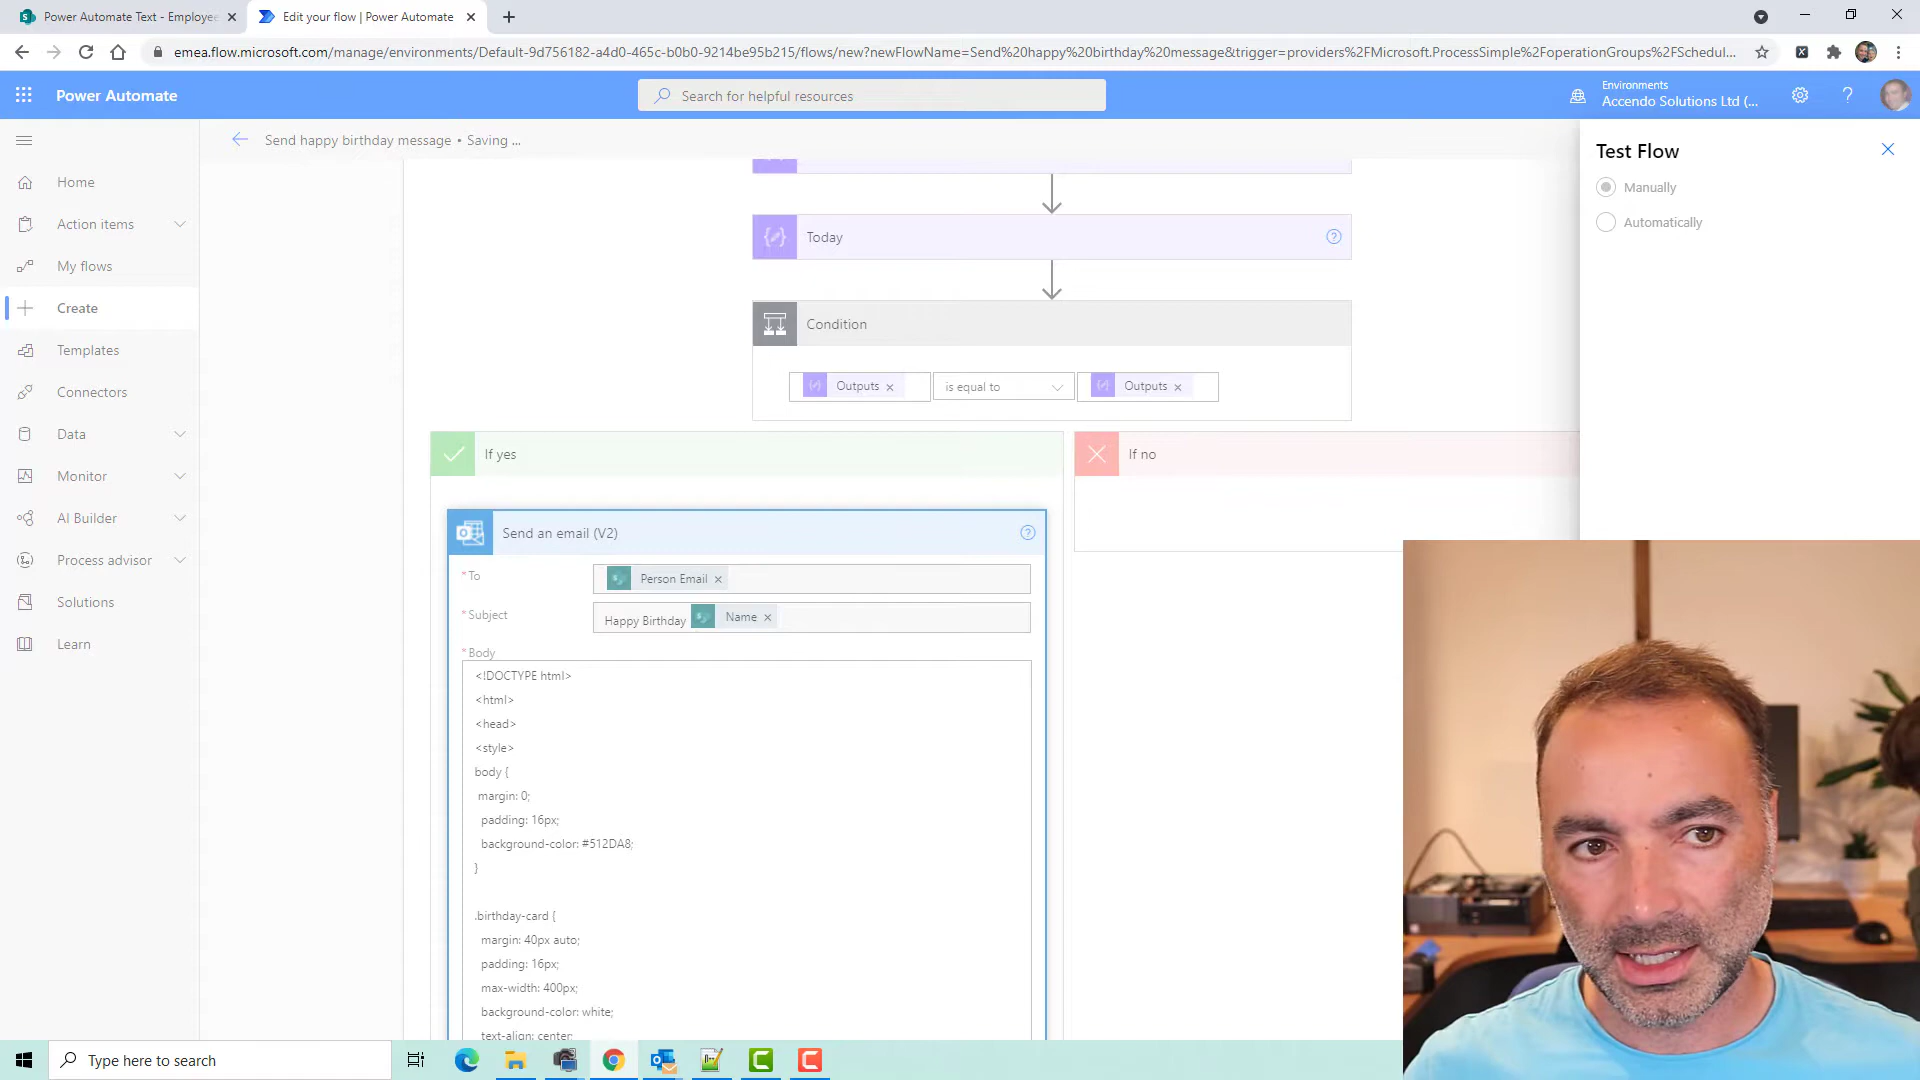 Power Automate Text - Employee
Edit your flow | Power Automate
emea.flow.microsoft.com/manage/environments/Default-9d756182-a4d0-465c-b0b0-9214be95b215/flows/new?newFlowName=Send%20happy%20birthday%20message&trigger=providers%2FMicrosoft.ProcessSimple%2FoperationGroups%2FSchedul...
Power Automate
Search for helpful resources
Environments
Accendo Solutions Ltd (...
Send happy birthday message • Saving ...
Test Flow
Manually
Automatically
Home
Action items
My flows
Create
Templates
Connectors
Data
Monitor
AI Builder
Process advisor
Solutions
Learn
Today
Condition
Outputs
is equal to
Outputs
If yes
If no
Send an email (V2)
* To
Person Email
* Subject
Happy Birthday Name
* Body
<!DOCTYPE html>
<html>
<head>
<style>
body {
margin: 0;
padding: 16px;
background-color: #512DA8;
}
.birthday-card {
margin: 40px auto;
padding: 16px;
max-width: 400px;
background-color: white;
text-align: center;
Type here to search